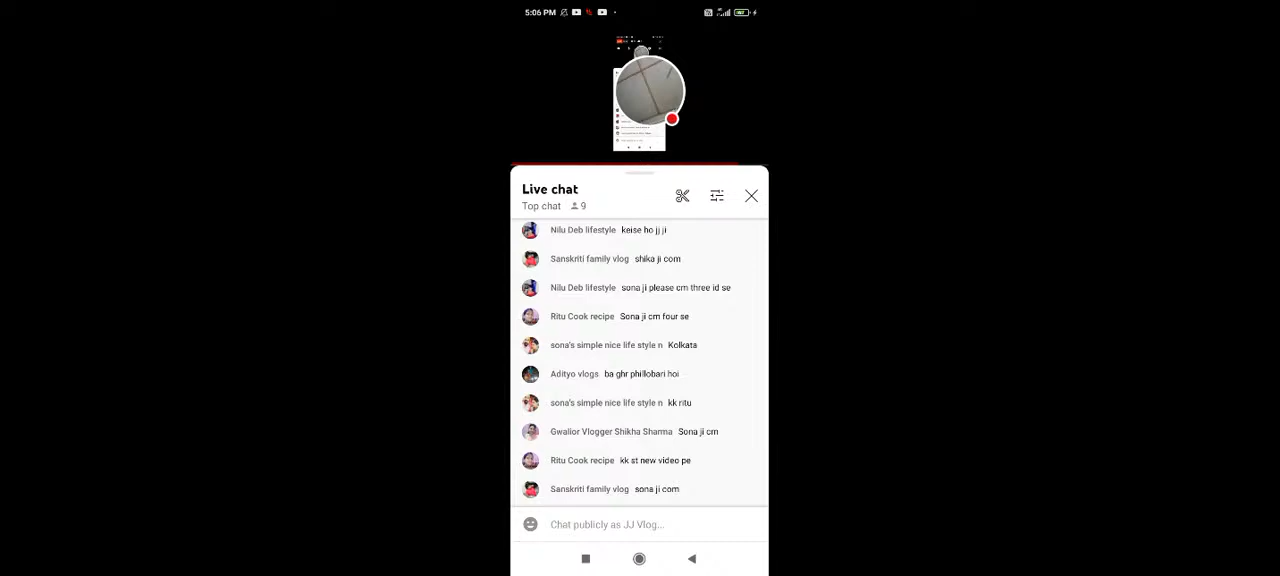 5:06 PM
Live chat
Top chat 9
Nilu Deb lifestyle keise ho jj ji
Sanskriti family vlog shika ji com
Nilu Deb lifestyle sona ji please cm three id se
Ritu Cook recipe Sona ji cm four se
sona's simple nice life style n Kolkata
Adityo vlogs ba ghr phillobari hoi
sona's simple nice life style n kk ritu
Gwalior Vlogger Shikha Sharma Sona ji cm
Ritu Cook recipe kk st new video pe
Sanskriti family vlog sona ji com
Chat publicly as JJ Vlog...